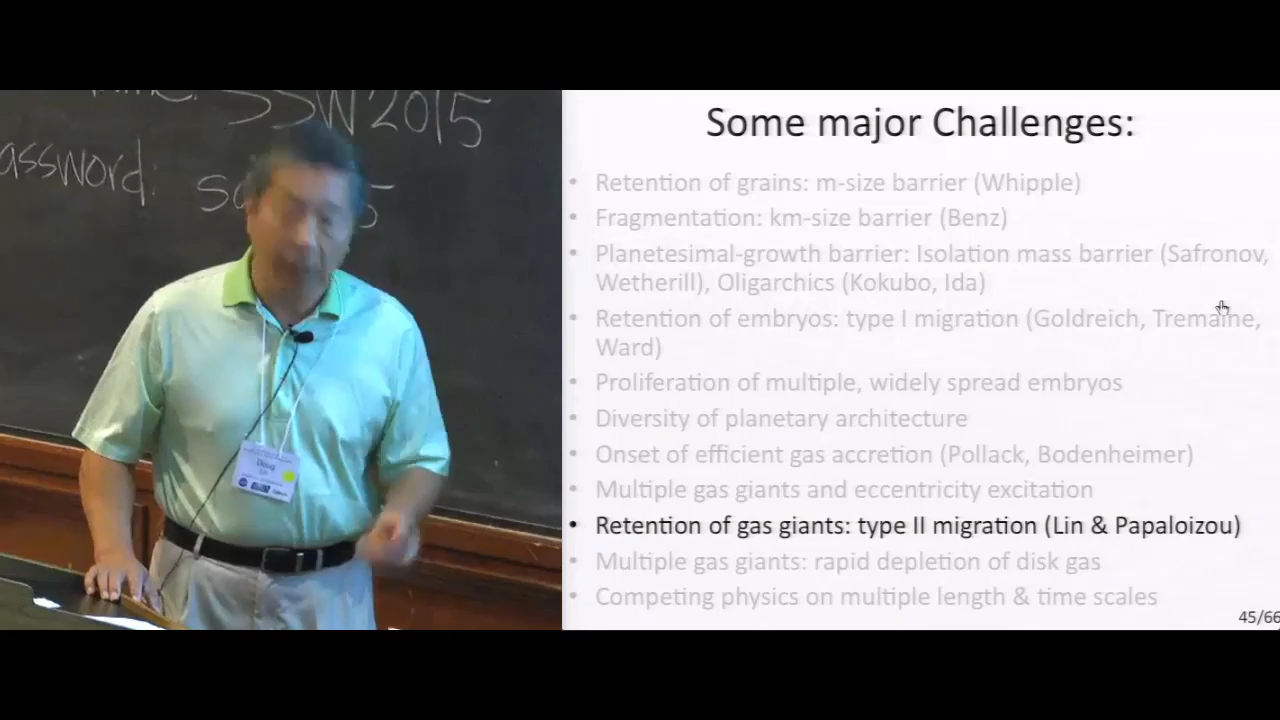 SSW2015
assword:
Doug
Lin
Some major Challenges:
• Retention of grains: m-size barrier (Whipple)
• Fragmentation: km-size barrier (Benz)
• Planetesimal-growth barrier: Isolation mass barrier (Safronov,
Wetherill), Oligarchics (Kokubo, Ida)
• Retention of embryos: type I migration (Goldreich, Tremaine,
Ward)
• Proliferation of multiple, widely spread embryos
• Diversity of planetary architecture
• Onset of efficient gas accretion (Pollack, Bodenheimer)
• Multiple gas giants and eccentricity excitation
• Retention of gas giants: type II migration (Lin & Papaloizou)
• Multiple gas giants: rapid depletion of disk gas
• Competing physics on multiple length & time scales
45/66